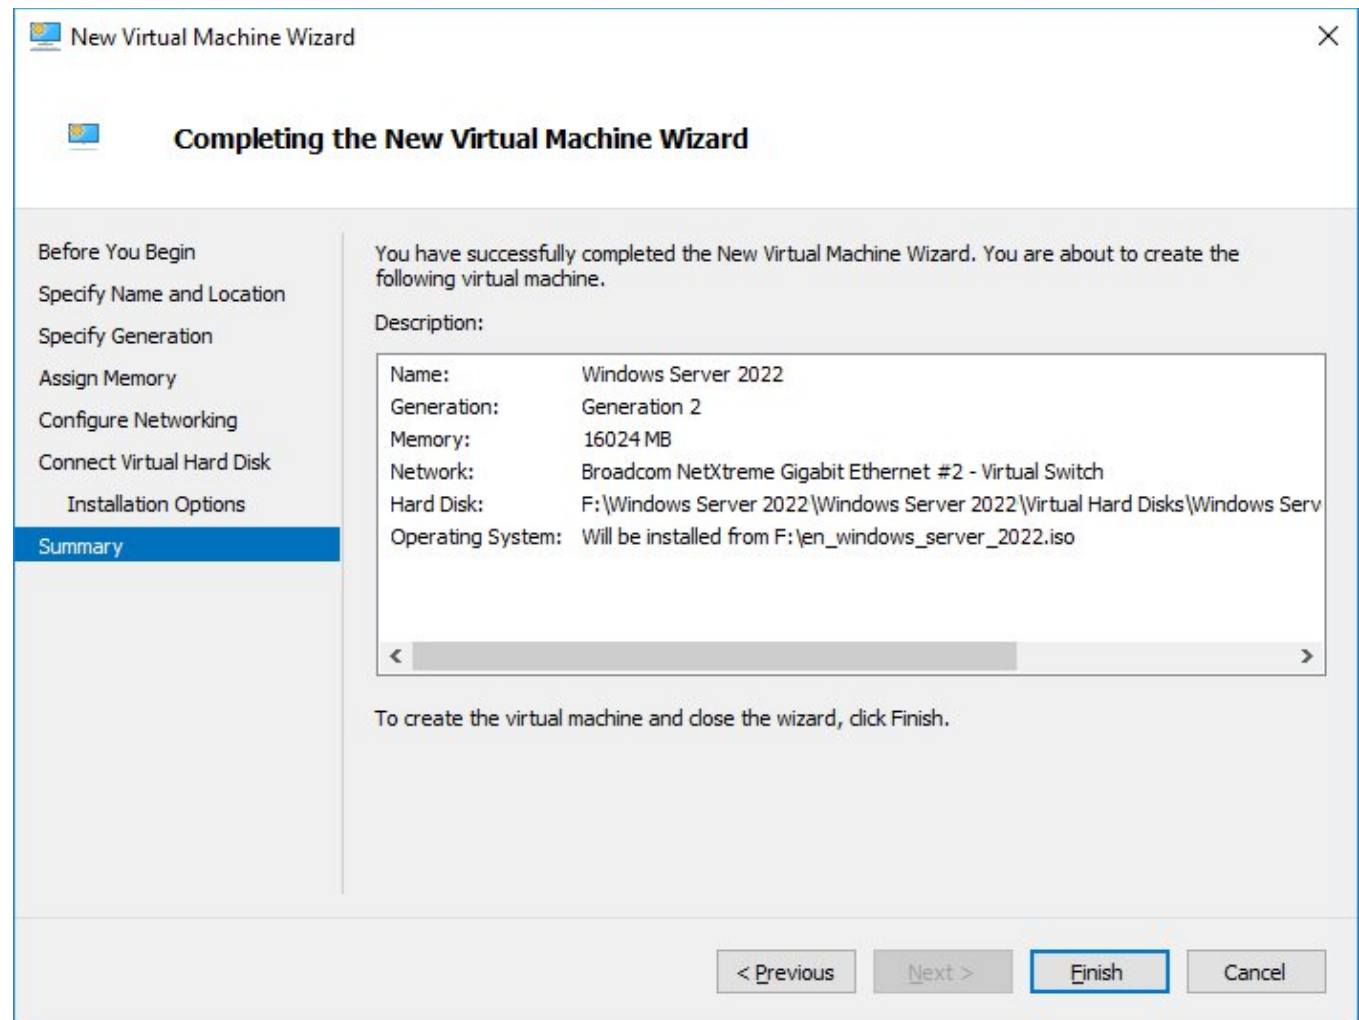 New Virtual Machine Wizard
Completing the New Virtual Machine Wizard
Before You Begin
Specify Name and Location
Specify Generation
Assign Memory
Configure Networking
Connect Virtual Hard Disk
Installation Options
Summary
You have successfully completed the New Virtual Machine Wizard. You are about to create the
following virtual machine.
Description:
Name: Windows Server 2022
Generation: Generation 2
Memory: 16024 MB
Network: Broadcom NetXtreme Gigabit Ethernet #2 - Virtual Switch
Hard Disk: F:\Windows Server 2022\Windows Server 2022\Virtual Hard Disks\Windows Serv
Operating System: Will be installed from F:\en_windows_server_2022.iso
To create the virtual machine and close the wizard, click Finish.
< Previous Next > Finish Cancel